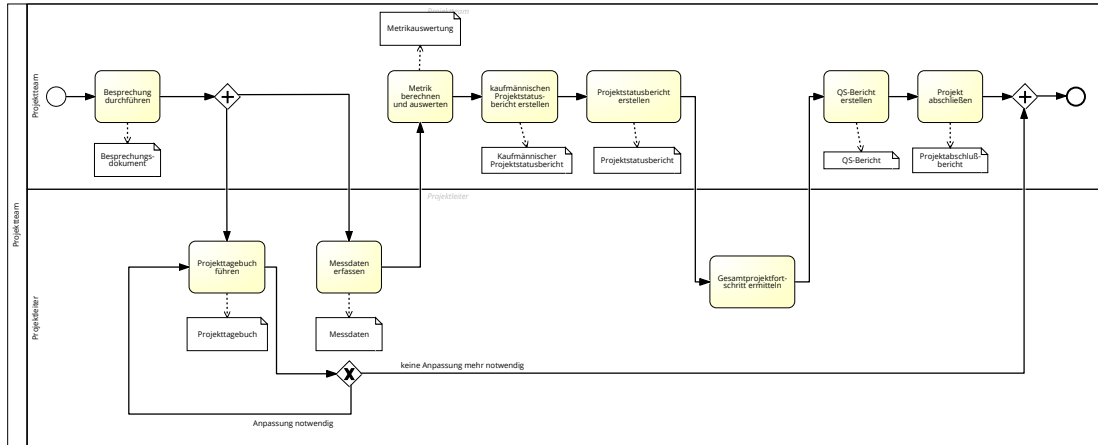 Projektteam
Projektteam
Projektteam
Besprechung
durchführen
Besprechungs-
dokument
Metrikauswertung
Metrik
berechnen
und auswerten
kaufmännischen
Projektstatus-
bericht erstellen
Kaufmännischer
Projektstatusbericht
Projektstatusbericht
erstellen
Projektstatusbericht
QS-Bericht
erstellen
QS-Bericht
Projekt
abschließen
Projektabschluß-
bericht
Projektleiter
Projektleiter
Projekttagebuch
führen
Projekttagebuch
Messdaten
erfassen
Messdaten
Gesamtprojektfort-
schritt ermitteln
keine Anpassung mehr notwendig
Anpassung notwendig